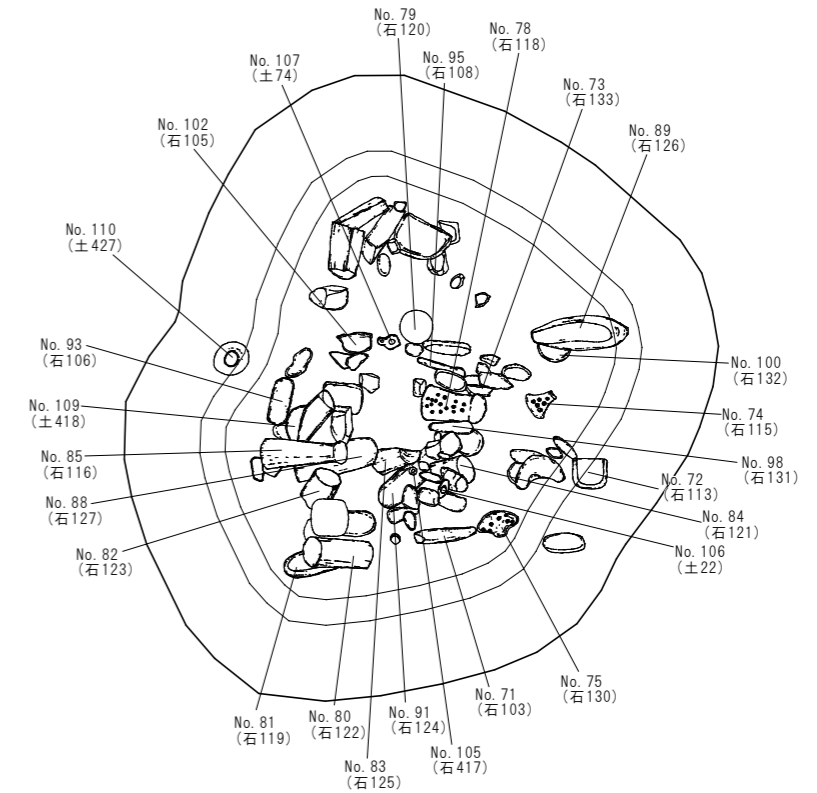 No. 79
(石120)
No. 78
(石118)
No. 107
(土74)
No. 95
(石108)
No. 73
(石133)
No. 102
(石105)
No. 89
(石126)
No. 110
(土427)
No. 93
(石106)
No. 100
(石132)
No. 109
(土418)
No. 74
(石115)
No. 85
(石116)
No. 98
(石131)
No. 72
(石113)
No. 88
(石127)
No. 84
(石121)
No. 82
(石123)
No. 106
(土22)
No. 75
(石130)
No. 71
(石103)
No. 81
(石119)
No. 80
(石122)
No. 91
(石124)
No. 105
(石417)
No. 83
(石125)